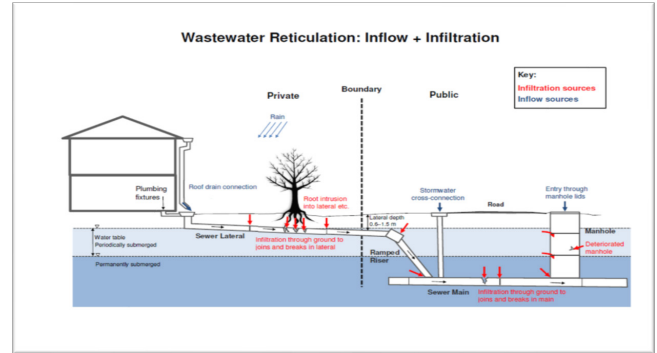 Wastewater Reticulation: Inflow + Infiltration
Key:
Infiltration sources
Inflow sources
Private
Boundary
Public
Rain
Plumbing
fixtures
Roof drain connection
Root intrusion
into lateral etc.
Lateral depth
0.6–1.5 m
Stormwater
cross-connection
Road
Entry through
manhole lids
Water table
Periodically submerged
Sewer Lateral
Infiltration through ground to
joins and breaks in lateral
Ramped
Riser
Manhole
Deteriorated
manhole
Permanently submerged
Sewer Main
Infiltration through ground to
joins and breaks in main